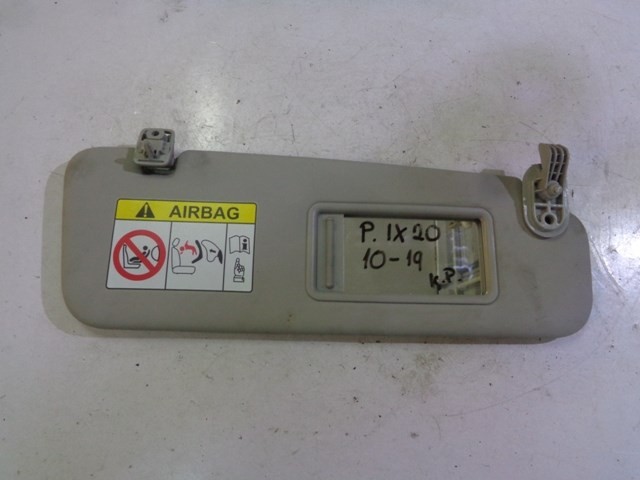 AIRBAG
P. IX20
10-19
K.P.